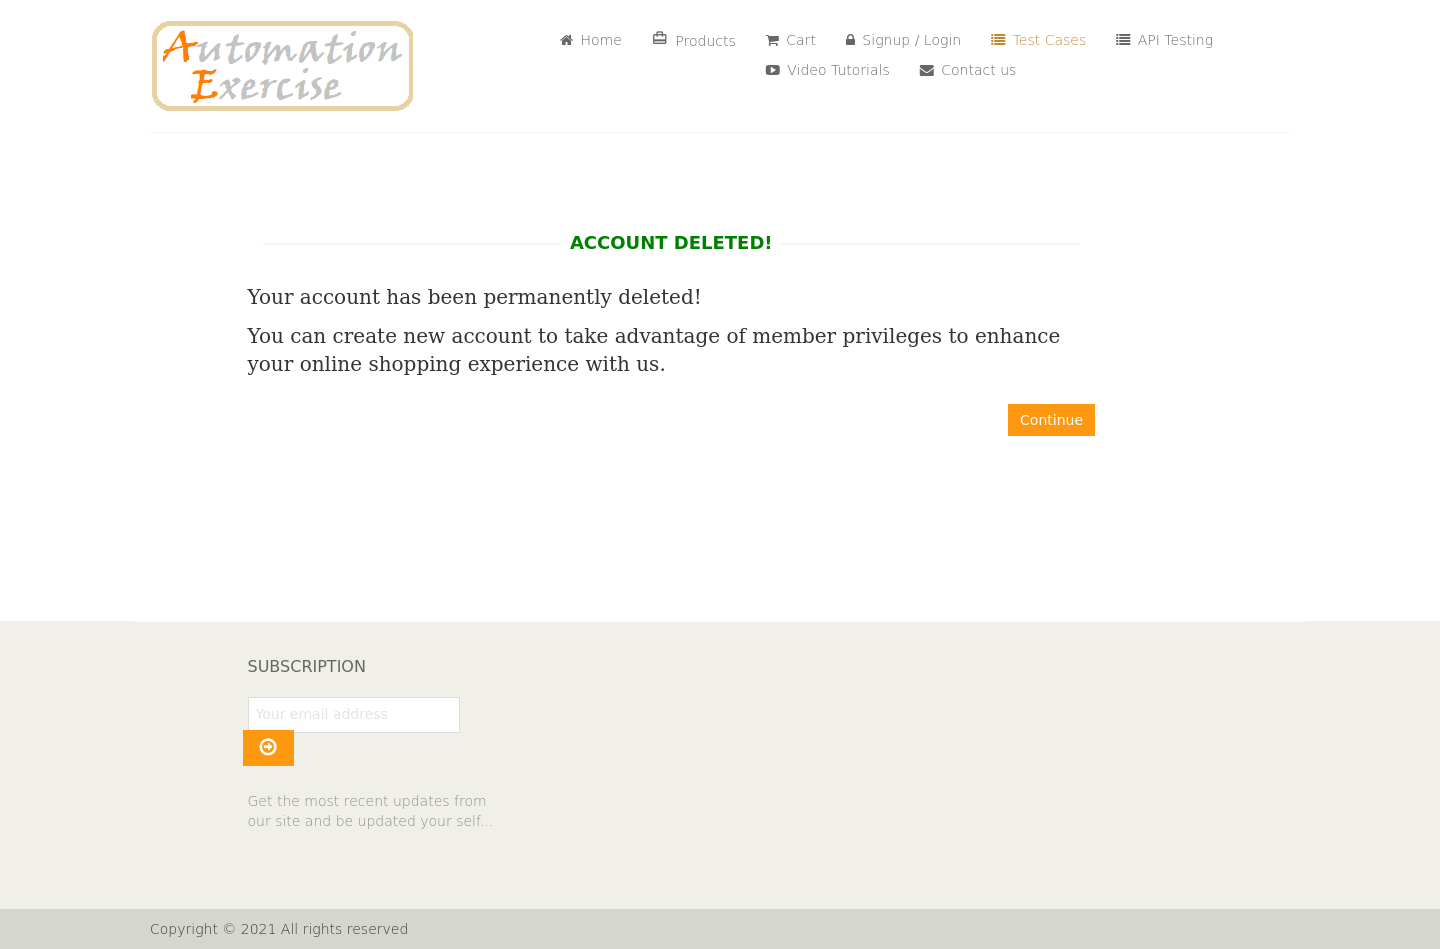 Automation
Exercise
Home
Products
Cart
Signup / Login
Test Cases
API Testing
Video Tutorials
Contact us
ACCOUNT DELETED!
Your account has been permanently deleted!
You can create new account to take advantage of member privileges to enhance
your online shopping experience with us.
Continue
SUBSCRIPTION
Your email address
Get the most recent updates from
our site and be updated your self...
Copyright © 2021 All rights reserved